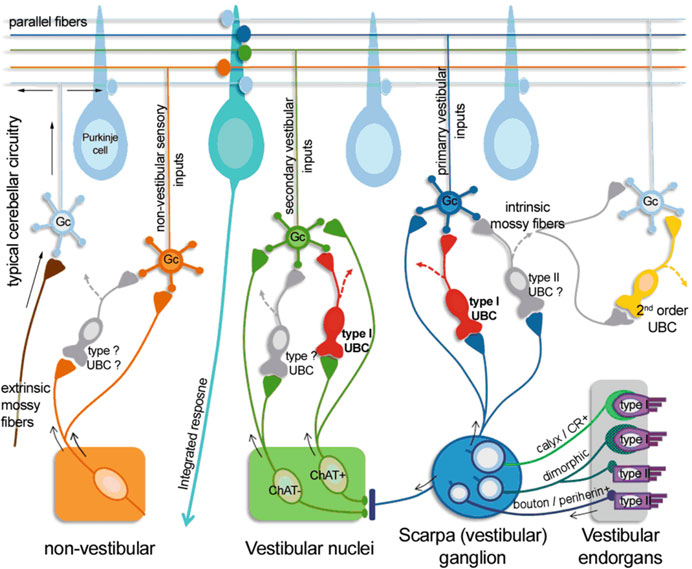 parallel fibers
Purkinje
cell
typical cerebellar circuitry
non-vestibular sensory
inputs
secondary vestibular
inputs
primary vestibular
inputs
Gc
Gc
Gc
Gc
Gc
intrinsic
mossy fibers
extrinsic
mossy
fibers
type ?
UBC ?
type ?
UBC
type I
UBC
type I
UBC
type II
UBC ?
2nd order
UBC
Integrated resposne
ChAT-
ChAT+
calyx / CR+
dimorphic
bouton / periherin+
type I
type I
type II
type II
non-vestibular
Vestibular nuclei
Scarpa (vestibular)
ganglion
Vestibular
endorgans